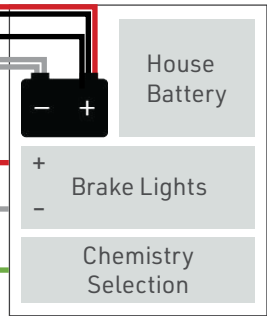 House
Battery
− +
+
Brake Lights
−
Chemistry
Selection